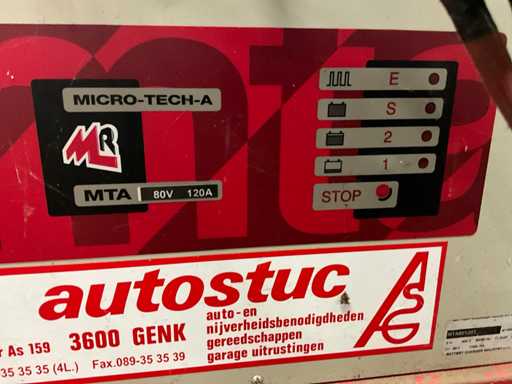 MICRO-TECH-A
MR
MTA 80V 120A
E
S
2
1
STOP
autostuc
auto- en
nijverheidsbenodigdheden
gereedschappen
garage uitrustingen
r As 159 3600 GENK
35 35 35 (4L.) Fax.089-35 35 39
ASG